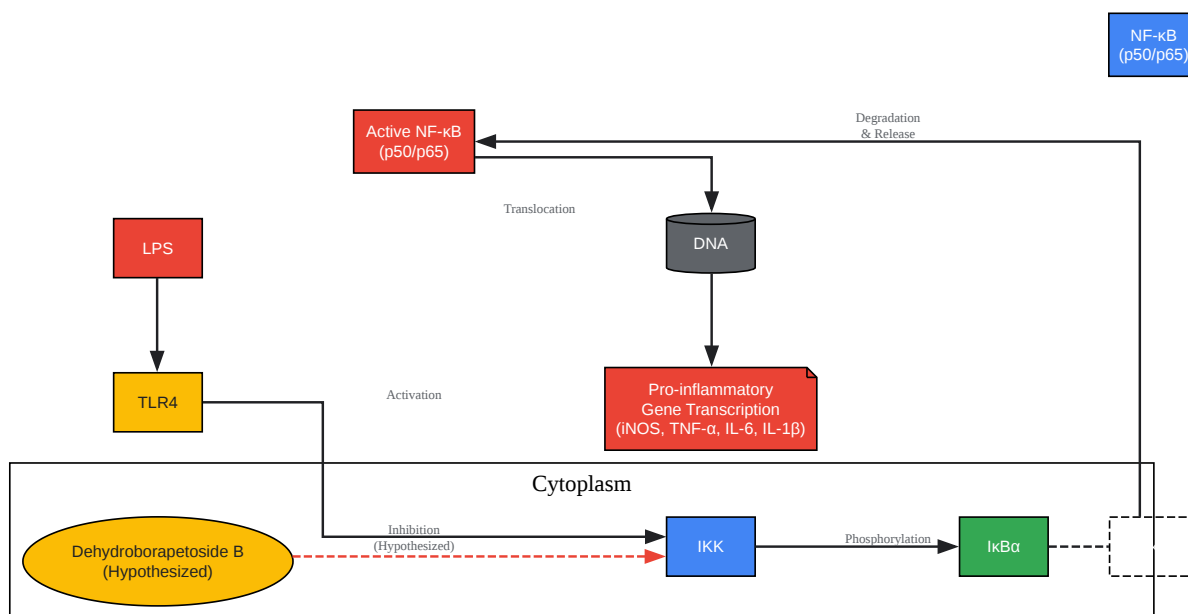 NF-κB
(p50/p65)
Degradation
& Release
Active NF-κB
(p50/p65)
Translocation
LPS
DNA
TLR4
Activation
Pro-inflammatory
Gene Transcription
(iNOS, TNF-α, IL-6, IL-1β)
Cytoplasm
Dehydroborapetoside B
(Hypothesized)
Inhibition
(Hypothesized)
IKK
Phosphorylation
IκBα